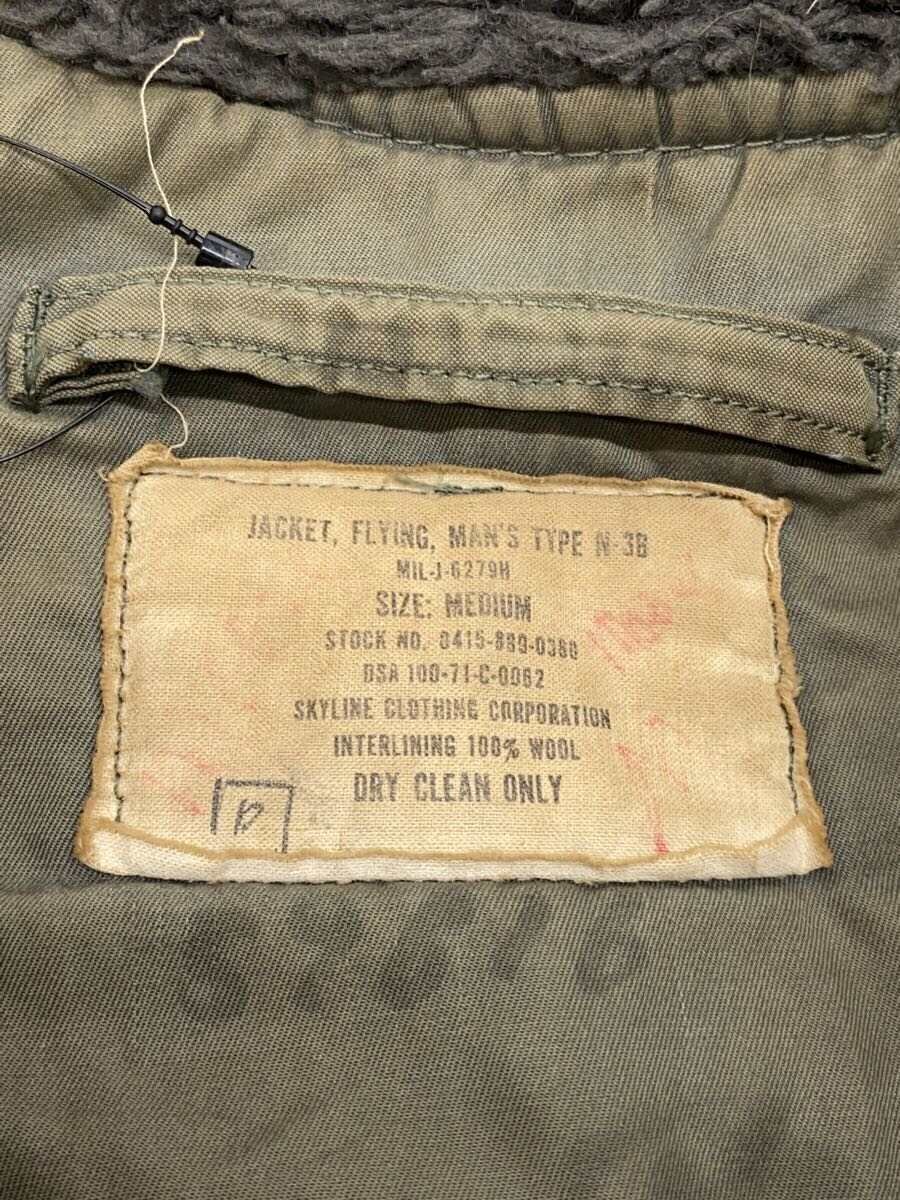 JACKET, FLYING, MAN'S TYPE N-3B
MIL-J-6279H
SIZE: MEDIUM
STOCK NO. 8415-889-0380
DSA 100-71-C-0062
SKYLINE CLOTHING CORPORATION
INTERLINING 100% WOOL
DRY CLEAN ONLY
D